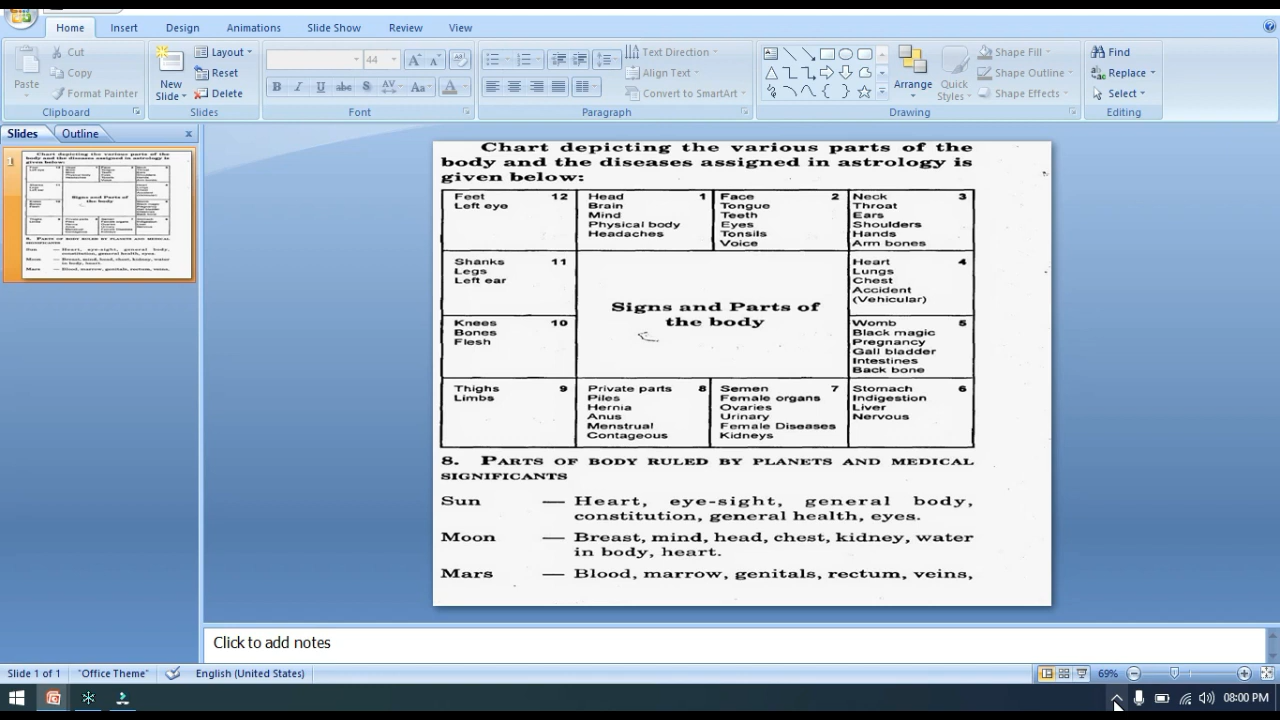 Home Insert Design Animations Slide Show Review View
Cut
Copy
Format Painter
Paste
Clipboard
New
Slide
Layout
Reset
Delete
Slides
44
B I U abc S AV Aa A
Font
Text Direction
Align Text
Convert to SmartArt
Paragraph
Arrange
Quick
Styles
Shape Fill
Shape Outline
Shape Effects
Drawing
Find
Replace
Select
Editing
Slides Outline x
1
Chart depicting the various parts of the
body and the diseases assigned in astrology is
given below:
Feet 12
Left eye
Head 1
Brain
Mind
Physical body
Headaches
Face 2
Tongue
Teeth
Eyes
Tonsils
Voice
Neck 3
Throat
Ears
Shoulders
Hands
Arm bones
Shanks 11
Legs
Left ear
Signs and Parts of
the body
Heart 4
Lungs
Chest
Accident
(Vehicular)
Knees 10
Bones
Flesh
Womb 5
Black magic
Pregnancy
Gall bladder
Intestines
Back bone
Thighs 9
Limbs
Private parts 8
Piles
Hernia
Anus
Menstrual
Contageous
Semen 7
Female organs
Ovaries
Urinary
Female Diseases
Kidneys
Stomach 6
Indigestion
Liver
Nervous
8. PARTS OF BODY RULED BY PLANETS AND MEDICAL
SIGNIFICANTS
Sun — Heart, eye-sight, general body,
constitution, general health, eyes.
Moon — Breast, mind, head, chest, kidney, water
in body, heart.
Mars — Blood, marrow, genitals, rectum, veins,
Click to add notes
Slide 1 of 1 "Office Theme" English (United States) 69%
08:00 PM